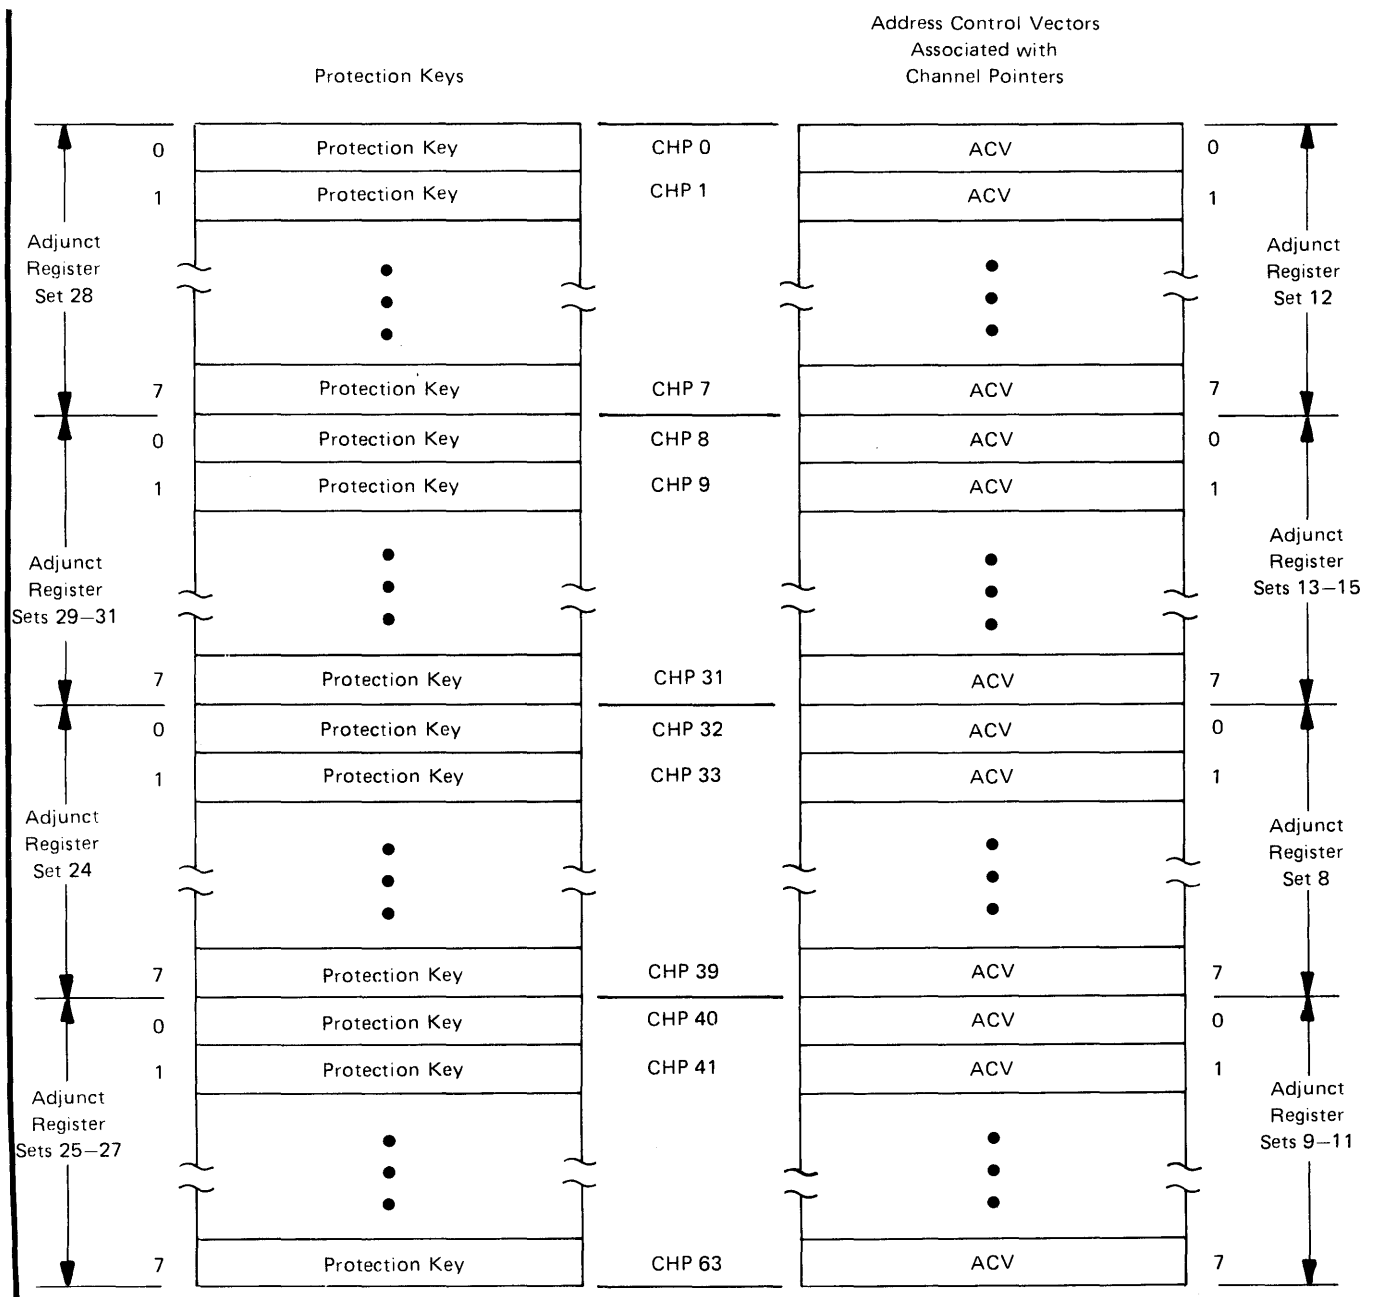 Address Control Vectors
Associated with
Channel Pointers
Protection Keys
0 Protection Key CHP 0 ACV 0
1 Protection Key CHP 1 ACV 1
Adjunct
Register
Set 28
Adjunct
Register
Set 12
7 Protection Key CHP 7 ACV 7
0 Protection Key CHP 8 ACV 0
1 Protection Key CHP 9 ACV 1
Adjunct
Register
Sets 29–31
Adjunct
Register
Sets 13–15
7 Protection Key CHP 31 ACV 7
0 Protection Key CHP 32 ACV 0
1 Protection Key CHP 33 ACV 1
Adjunct
Register
Set 24
Adjunct
Register
Set 8
7 Protection Key CHP 39 ACV 7
0 Protection Key CHP 40 ACV 0
1 Protection Key CHP 41 ACV 1
Adjunct
Register
Sets 25–27
Adjunct
Register
Sets 9–11
7 Protection Key CHP 63 ACV 7